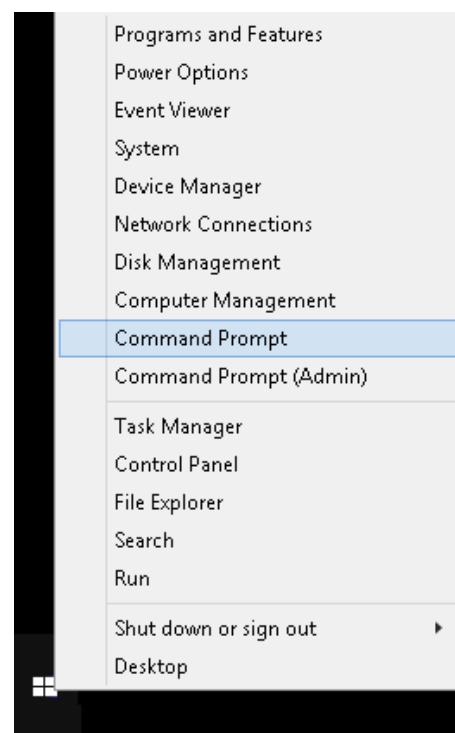 Programs and Features
Power Options
Event Viewer
System
Device Manager
Network Connections
Disk Management
Computer Management
Command Prompt
Command Prompt (Admin)
Task Manager
Control Panel
File Explorer
Search
Run
Shut down or sign out
Desktop